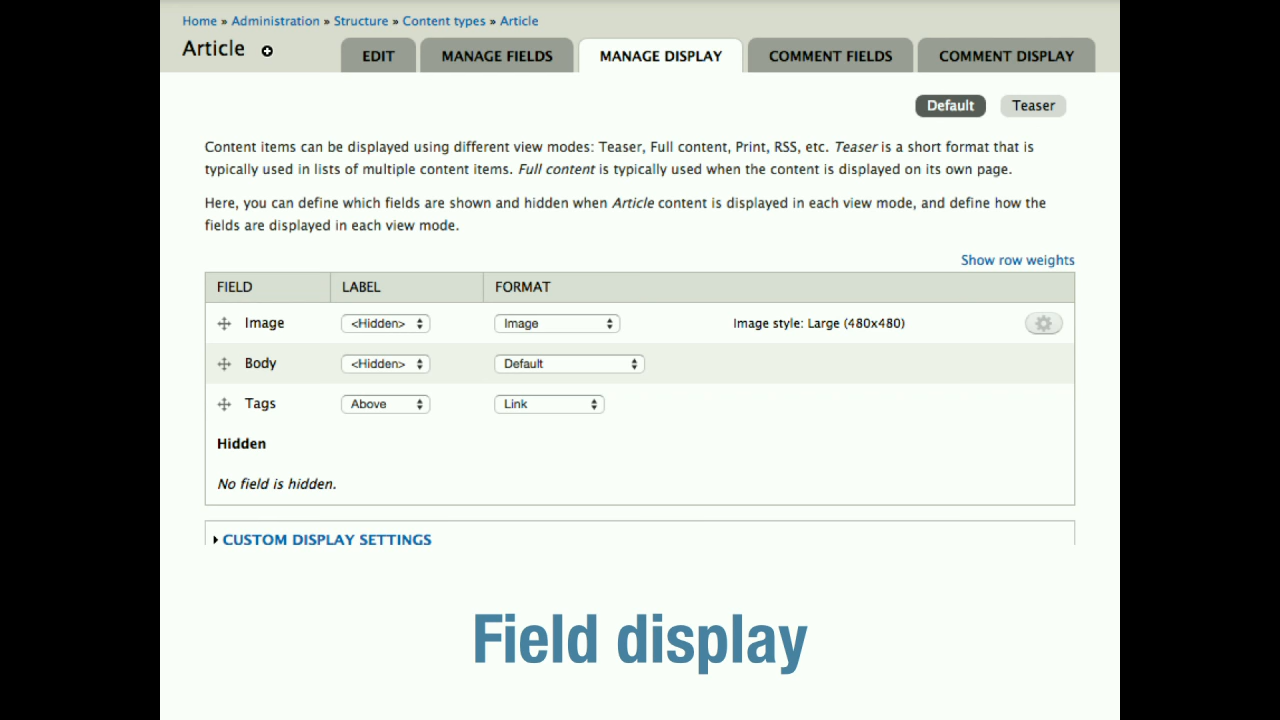 Home » Administration » Structure » Content types » Article
Article
EDIT
MANAGE FIELDS
MANAGE DISPLAY
COMMENT FIELDS
COMMENT DISPLAY
Default
Teaser
Content items can be displayed using different view modes: Teaser, Full content, Print, RSS, etc. Teaser is a short format that is
typically used in lists of multiple content items. Full content is typically used when the content is displayed on its own page.
Here, you can define which fields are shown and hidden when Article content is displayed in each view mode, and define how the
fields are displayed in each view mode.
Show row weights
FIELD LABEL FORMAT
Image <Hidden> Image Image style: Large (480x480)
Body <Hidden> Default
Tags Above Link
Hidden
No field is hidden.
CUSTOM DISPLAY SETTINGS
Field display